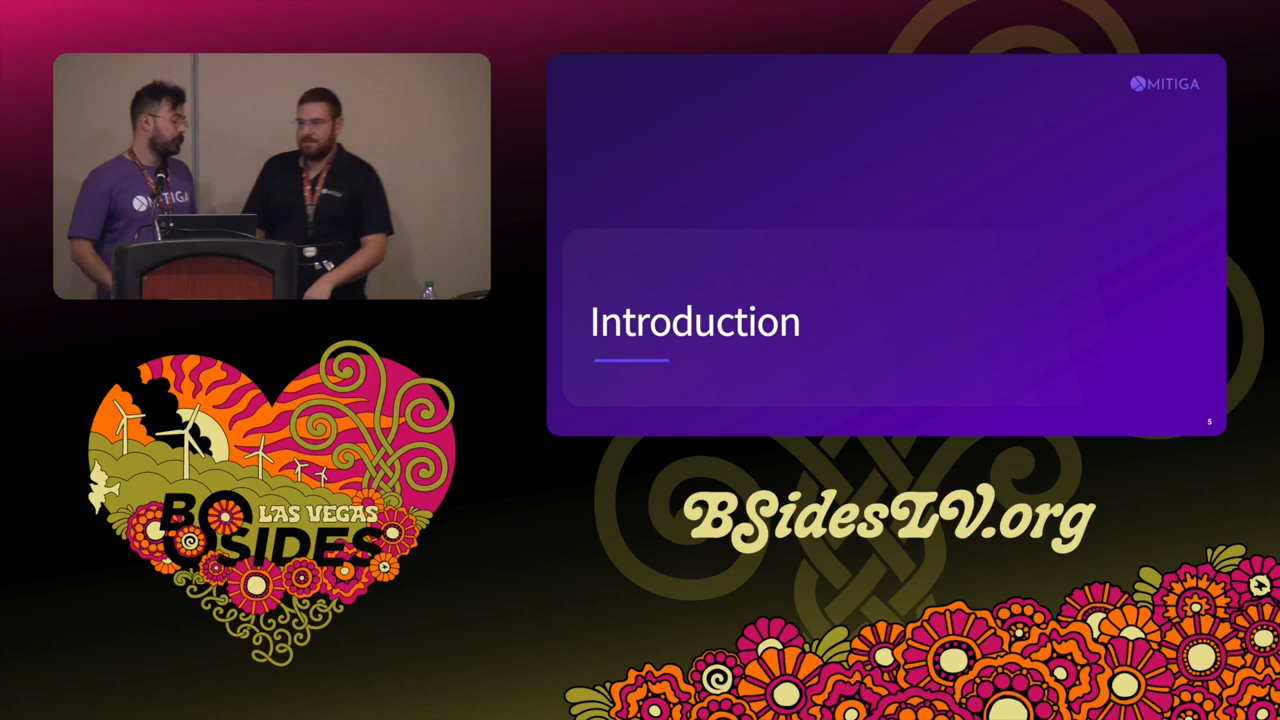 MITIGA
MITIGA
Introduction
5
BSIDES
LAS VEGAS
BSidesLV.org